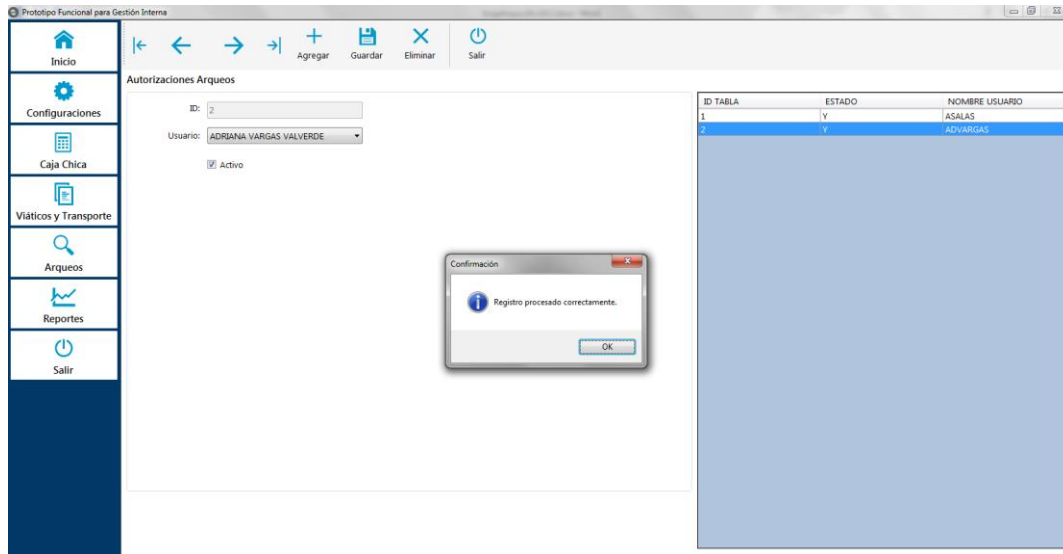 Prototipo Funcional para Gestión Interna
Inicio
Configuraciones
Caja Chica
Viáticos y Transporte
Arqueos
Reportes
Salir
Agregar
Guardar
Eliminar
Salir
Autorizaciones Arqueos
ID: 2
Usuario: ADRIANA VARGAS VALVERDE
Activo
ID TABLA ESTADO NOMBRE USUARIO
1 Y ASALAS
2 Y ADVARGAS
Confirmación
Registro procesado correctamente.
OK